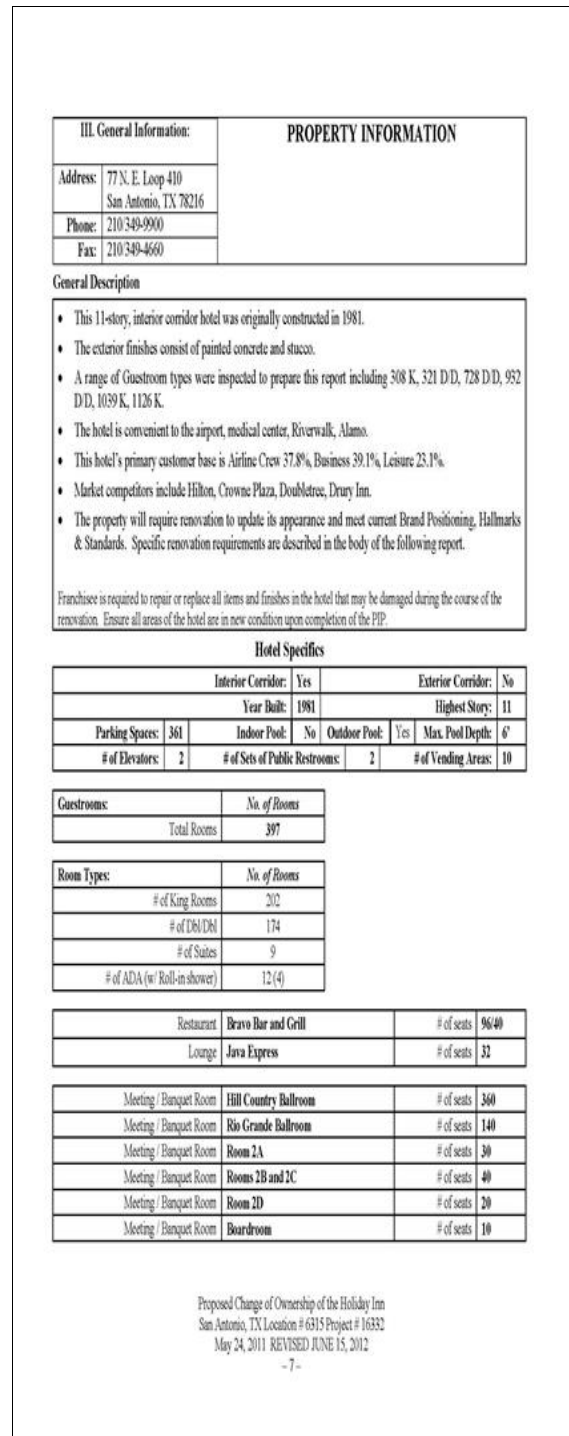 III. General Information:
PROPERTY INFORMATION
Address: 77 N. E. Loop 410
San Antonio, TX 78216
Phone: 210/349-9900
Fax: 210/349-4660
General Description
• This 11-story, interior corridor hotel was originally constructed in 1981.
• The exterior finishes consist of painted concrete and stucco.
• A range of Guestroom types were inspected to prepare this report including 308 K, 321 D/D, 728 D/D, 932
D/D, 1039 K, 1126 K.
• The hotel is convenient to the airport, medical center, Riverwalk, Alamo.
• This hotel's primary customer base is Airline Crew 37.8%, Business 39.1%, Leisure 23.1%.
• Market competitors include Hilton, Crowne Plaza, Doubletree, Drury Inn.
• The property will require renovation to update its appearance and meet current Brand Positioning, Hallmarks
& Standards. Specific renovation requirements are described in the body of the following report.
Franchisee is required to repair or replace all items and finishes in the hotel that may be damaged during the course of the
renovation. Ensure all areas of the hotel are in new condition upon completion of the PIP.
Hotel Specifics
Interior Corridor: Yes Exterior Corridor: No
Year Built: 1981 Highest Story: 11
Parking Spaces: 361 Indoor Pool: No Outdoor Pool: Yes Max. Pool Depth: 6'
# of Elevators: 2 # of Sets of Public Restrooms: 2 # of Vending Areas: 10
Guestrooms: No. of Rooms
Total Rooms 397
Room Types: No. of Rooms
# of King Rooms 202
# of Dbl/Dbl 174
# of Suites 9
# of ADA (w/ Roll-in shower) 12 (4)
Restaurant Bravo Bar and Grill # of seats 96/40
Lounge Java Express # of seats 32
Meeting / Banquet Room Hill Country Ballroom # of seats 360
Meeting / Banquet Room Rio Grande Ballroom # of seats 140
Meeting / Banquet Room Room 2A # of seats 30
Meeting / Banquet Room Rooms 2B and 2C # of seats 40
Meeting / Banquet Room Room 2D # of seats 20
Meeting / Banquet Room Boardroom # of seats 10
Proposed Change of Ownership of the Holiday Inn
San Antonio, TX Location # 6315 Project # 16332
May 24, 2011 REVISED JUNE 15, 2012
– 7 –